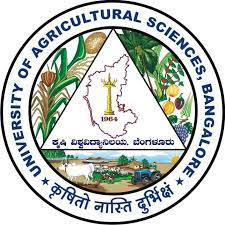 UNIVERSITY OF AGRICULTURAL SCIENCES, BANGALORE
1964
ಕೃಷಿ ವಿಶ್ವವಿದ್ಯಾನಿಲಯ, ಬೆಂಗಳೂರು
कृषितो नास्ति दुर्भिक्षं